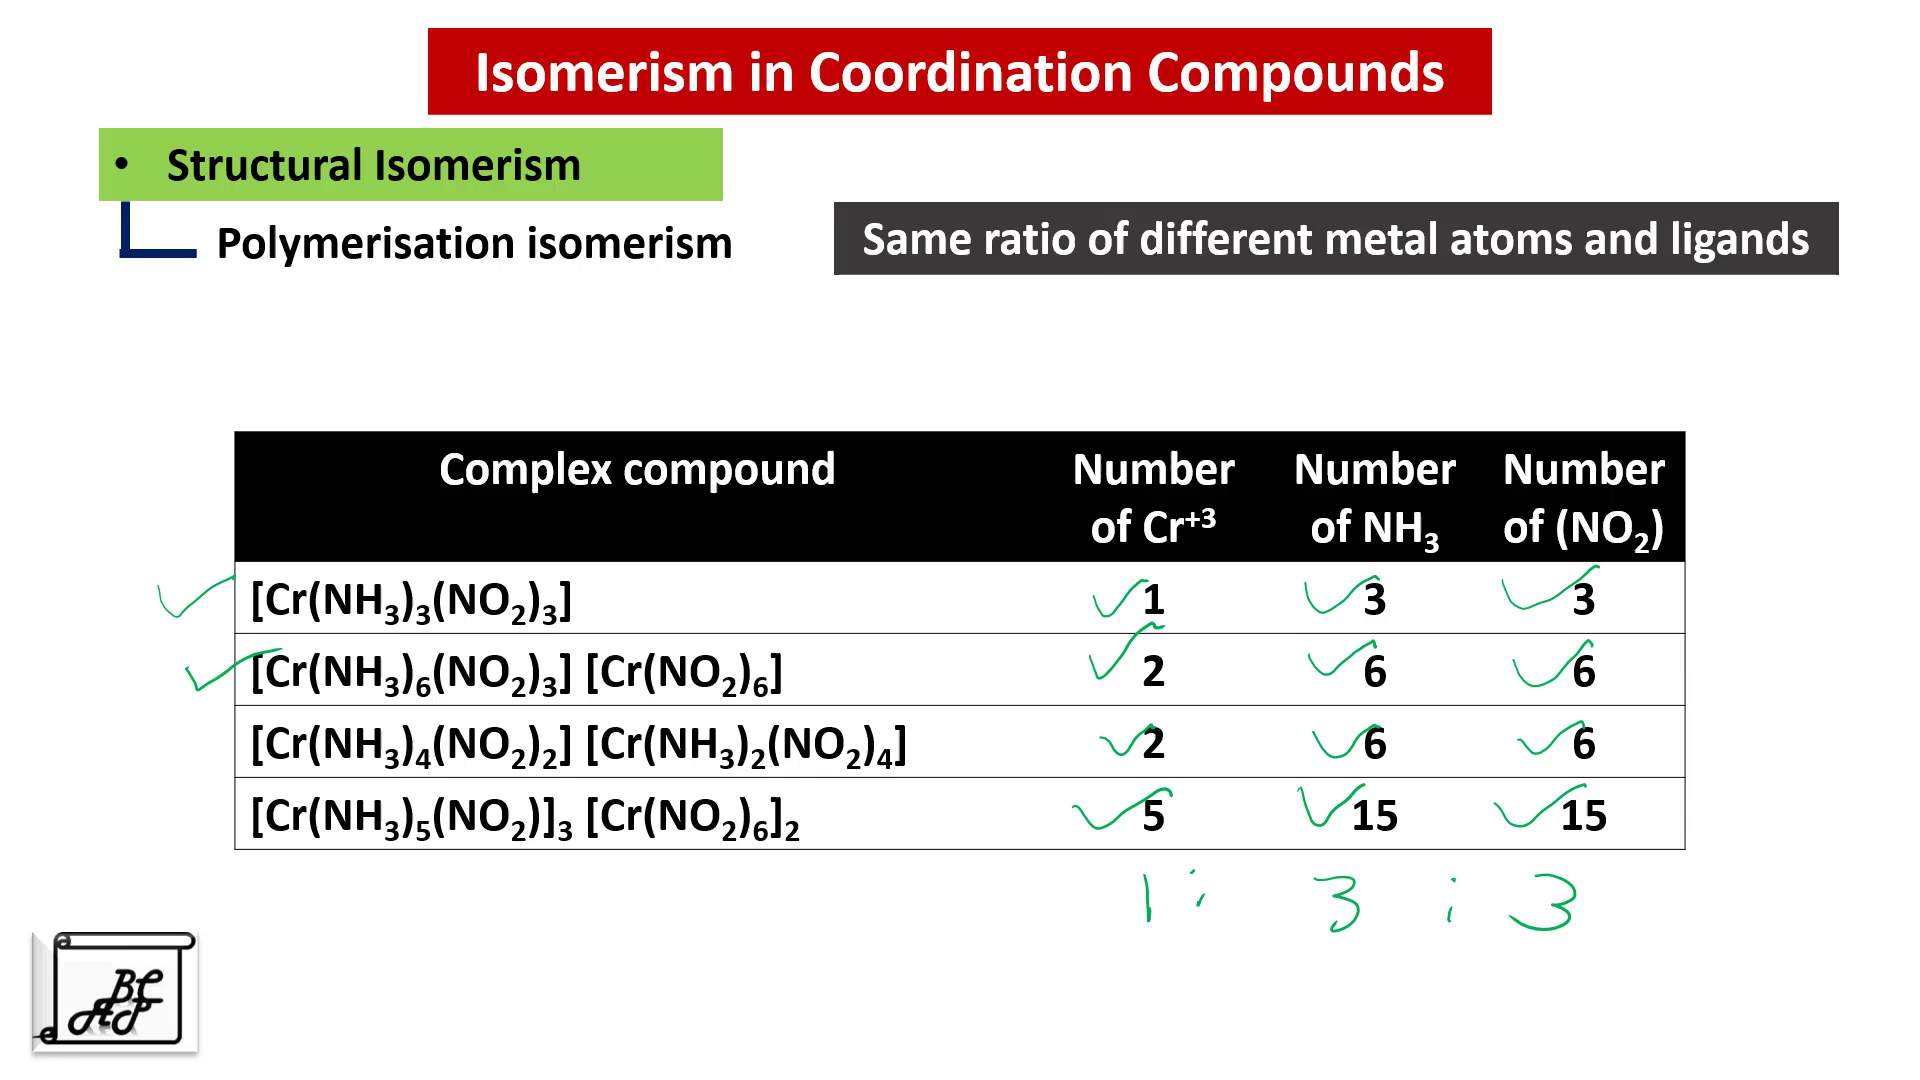 Isomerism in Coordination Compounds
• Structural Isomerism
Polymerisation isomerism
Same ratio of different metal atoms and ligands
Complex compound Number of Cr⁺³ Number of NH₃ Number of (NO₂)
[Cr(NH₃)₃(NO₂)₃] 1 3 3
[Cr(NH₃)₆(NO₂)₃] [Cr(NO₂)₆] 2 6 6
[Cr(NH₃)₄(NO₂)₂] [Cr(NH₃)₂(NO₂)₄] 2 6 6
[Cr(NH₃)₅(NO₂)]₃ [Cr(NO₂)₆]₂ 5 15 15
1 : 3 : 3